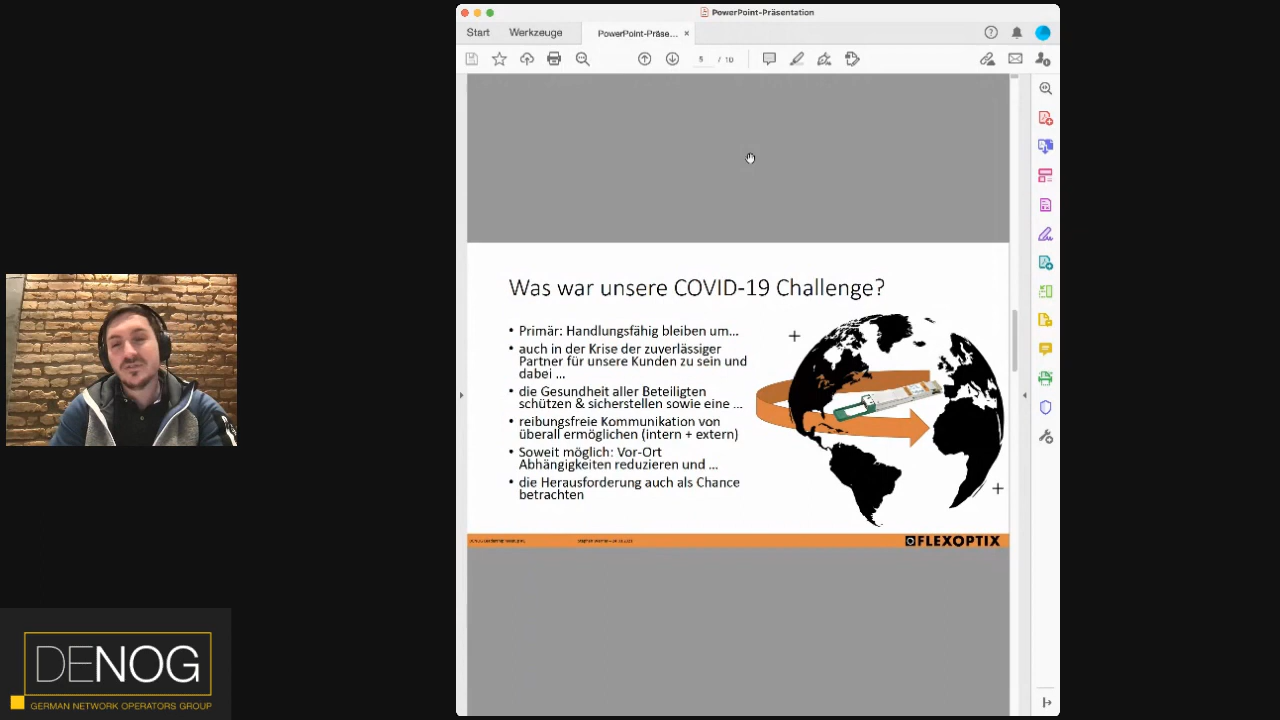 PowerPoint-Präsentation
Start
Werkzeuge
PowerPoint-Präse...
5 / 10
Was war unsere COVID-19 Challenge?
• Primär: Handlungsfähig bleiben um...
• auch in der Krise der zuverlässiger
Partner für unsere Kunden zu sein und
dabei ...
• die Gesundheit aller Beteiligten
schützen & sicherstellen sowie eine ...
• reibungsfreie Kommunikation von
überall ermöglichen (intern + extern)
• Soweit möglich: Vor-Ort
Abhängigkeiten reduzieren und ...
• die Herausforderung auch als Chance
betrachten
FLEXOPTIX
DENOG
GERMAN NETWORK OPERATORS GROUP